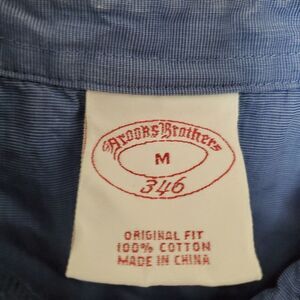 Brooks Brothers
M
346
ORIGINAL FIT
100% COTTON
MADE IN CHINA